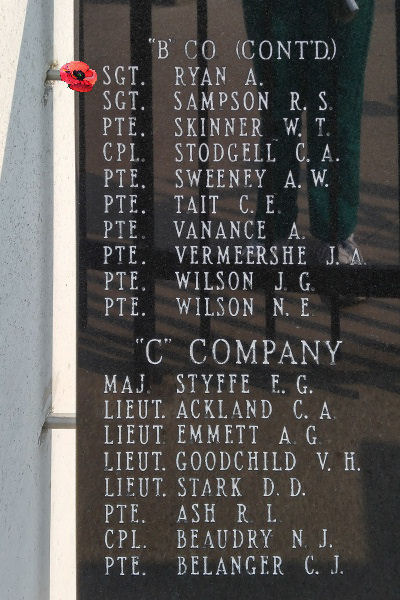 "B" CO (CONT'D.)
SGT. RYAN A.
SGT. SAMPSON R. S.
PTE. SKINNER W. T.
CPL. STODGELL C. A.
PTE. SWEENEY A. W.
PTE. TAIT C. E.
PTE. VANANCE A.
PTE. VERMEERSHE J. A.
PTE. WILSON J. G.
PTE. WILSON N. E.
"C" COMPANY
MAJ. STYFFE E. G.
LIEUT. ACKLAND C. A.
LIEUT. EMMETT A. G.
LIEUT. GOODCHILD V. H.
LIEUT. STARK D. D.
PTE. ASH R. L.
CPL. BEAUDRY N. J.
PTE. BELANGER C. J.